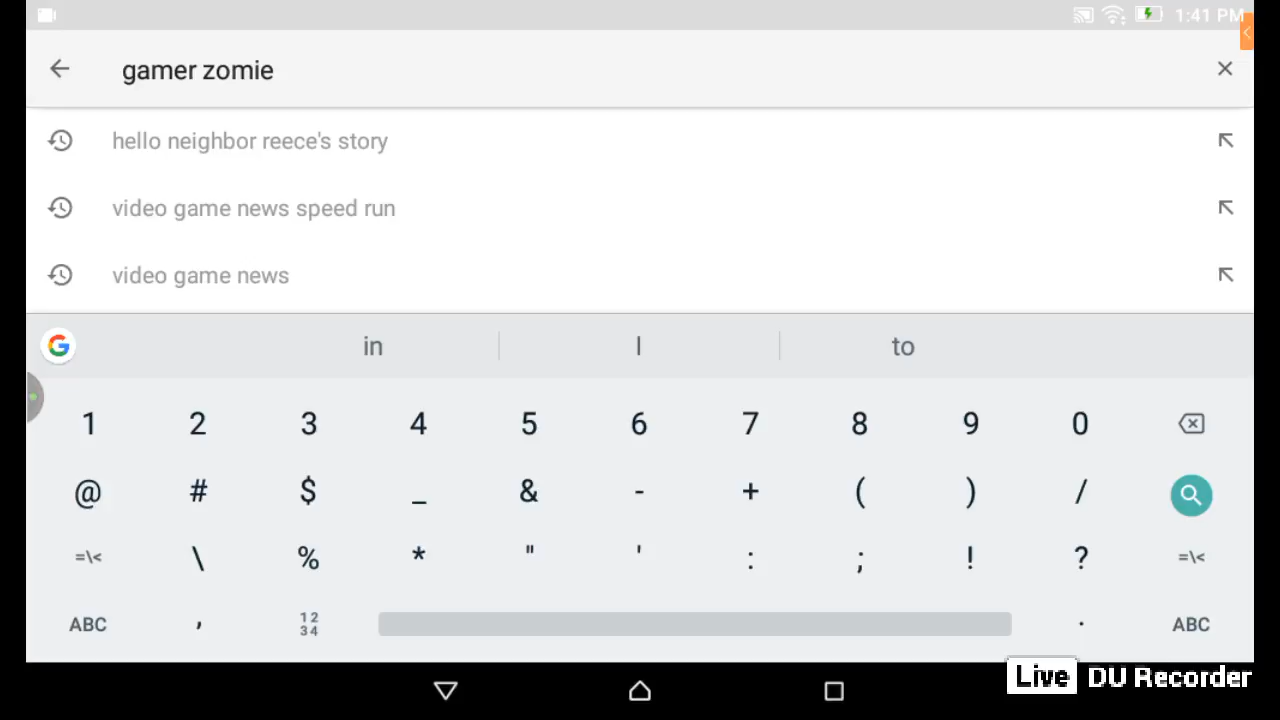 1:41 PM
gamer zomie
hello neighbor reece's story
video game news speed run
video game news
G in I to
1 2 3 4 5 6 7 8 9 0
@ # $ _ & - + ( ) /
=\< \ % * " ' : ; ! ? =\<
ABC , 12 34 . ABC
Live DU Recorder